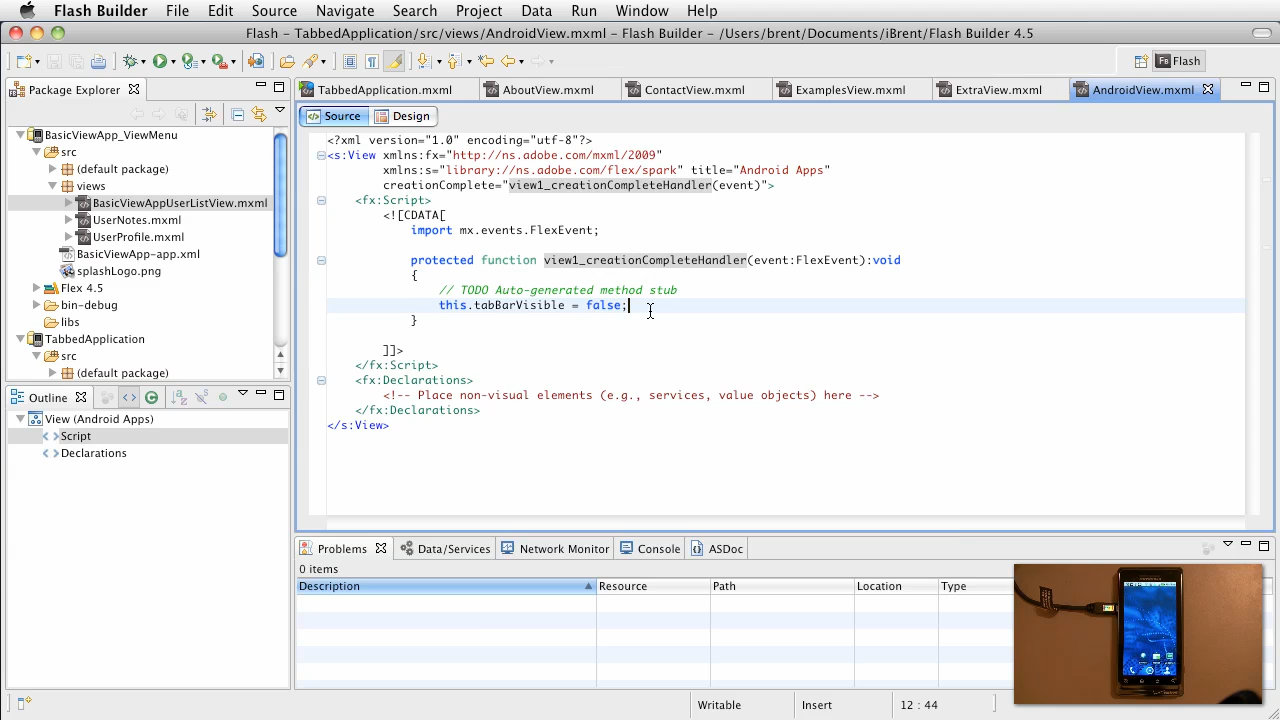 Flash Builder File Edit Source Navigate Search Project Data Run Window Help
Flash – TabbedApplication/src/views/AndroidView.mxml – Flash Builder – /Users/brent/Documents/iBrent/Flash Builder 4.5
Fb Flash
Package Explorer
TabbedApplication.mxml AboutView.mxml ContactView.mxml ExamplesView.mxml ExtraView.mxml AndroidView.mxml
Source Design
BasicViewApp_ViewMenu
src
(default package)
views
BasicViewAppUserListView.mxml
UserNotes.mxml
UserProfile.mxml
BasicViewApp-app.xml
splashLogo.png
Flex 4.5
bin-debug
libs
TabbedApplication
src
(default package)
<?xml version="1.0" encoding="utf-8"?>
<s:View xmlns:fx="http://ns.adobe.com/mxml/2009"
xmlns:s="library://ns.adobe.com/flex/spark" title="Android Apps"
creationComplete="view1_creationCompleteHandler(event)">
<fx:Script>
<![CDATA[
import mx.events.FlexEvent;
protected function view1_creationCompleteHandler(event:FlexEvent):void
{
// TODO Auto-generated method stub
this.tabBarVisible = false;
}
]]>
</fx:Script>
<fx:Declarations>
<!-- Place non-visual elements (e.g., services, value objects) here -->
</fx:Declarations>
</s:View>
Outline
View (Android Apps)
Script
Declarations
Problems Data/Services Network Monitor Console ASDoc
0 items
Description Resource Path Location Type
Writable Insert 12 : 44